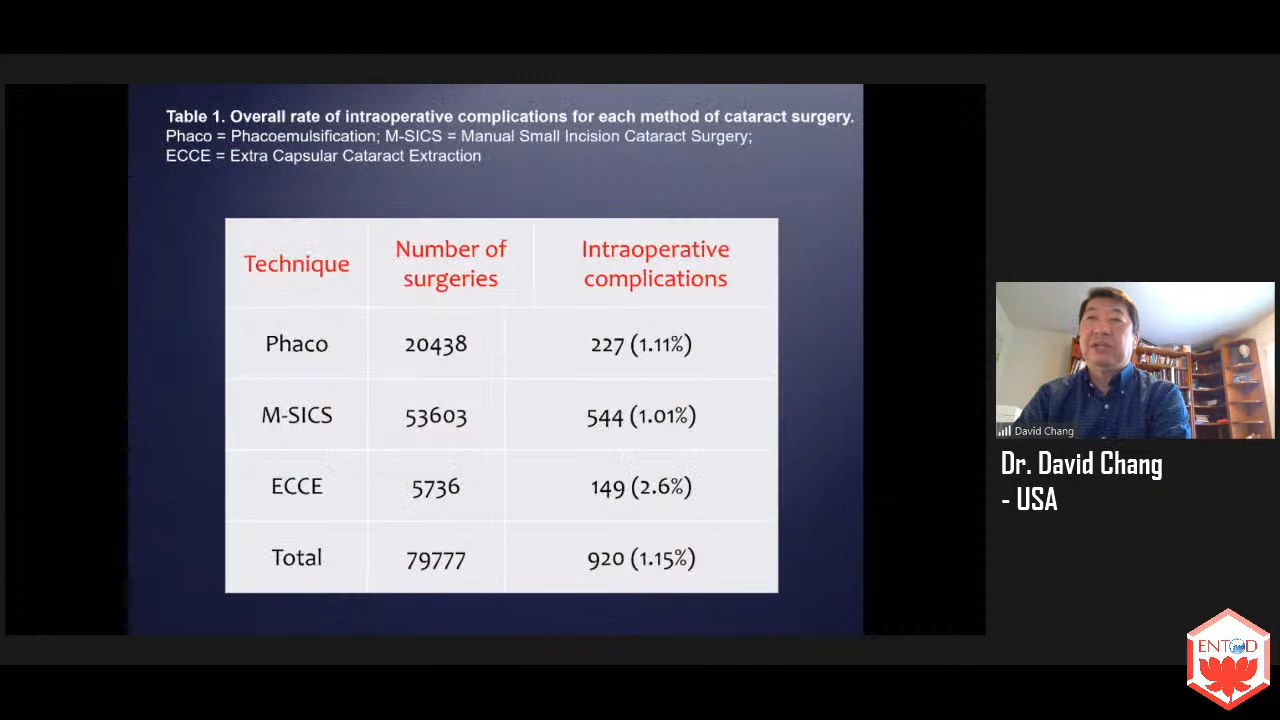 Table 1. Overall rate of intraoperative complications for each method of cataract surgery.
Phaco = Phacoemulsification; M-SICS = Manual Small Incision Cataract Surgery;
ECCE = Extra Capsular Cataract Extraction
Technique
Number of
surgeries
Intraoperative
complications
Phaco
20438
227 (1.11%)
M-SICS
53603
544 (1.01%)
ECCE
5736
149 (2.6%)
Total
79777
920 (1.15%)
David Chang
Dr. David Chang
- USA
ENTOD